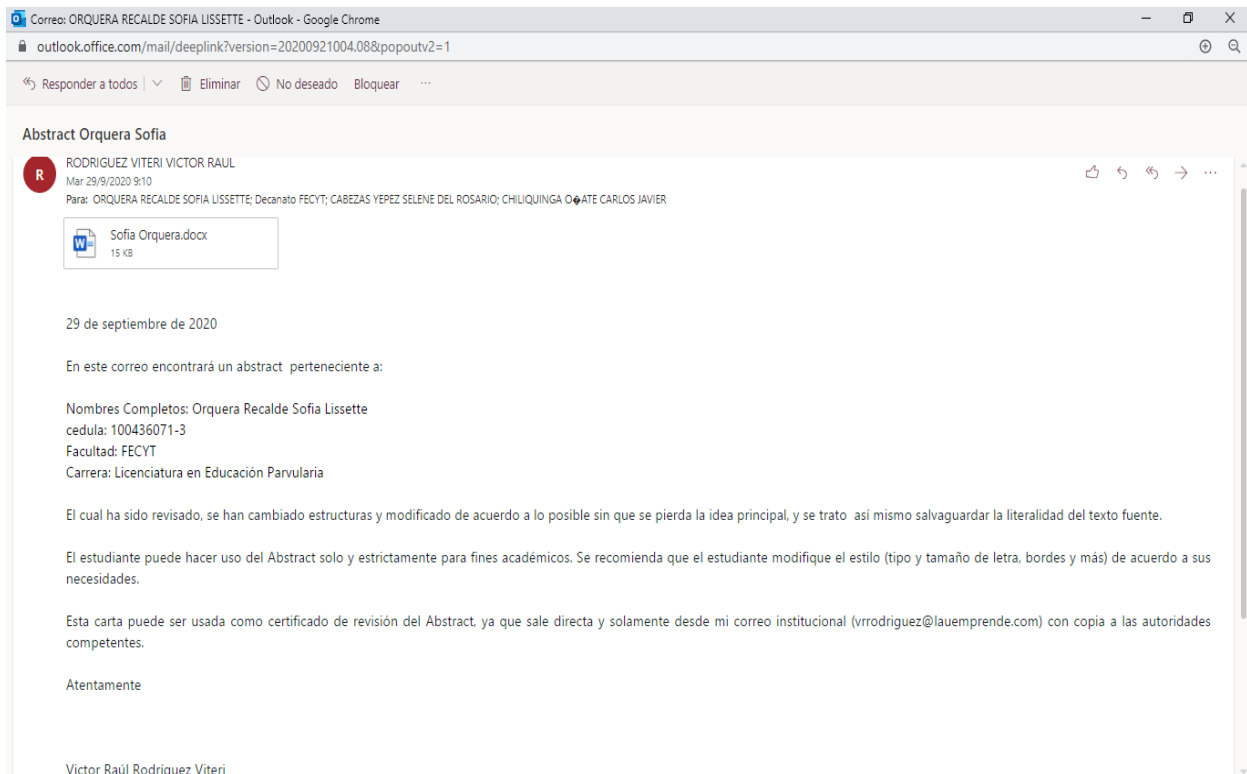 Correo: ORQUERA RECALDE SOFIA LISSETTE - Outlook - Google Chrome
outlook.office.com/mail/deeplink?version=20200921004.08&popoutv2=1
Responder a todos Eliminar No deseado Bloquear ...
Abstract Orquera Sofia
R
RODRIGUEZ VITERI VICTOR RAUL
Mar 29/9/2020 9:10
Para: ORQUERA RECALDE SOFIA LISSETTE; Decanato FECYT; CABEZAS YEPEZ SELENE DEL ROSARIO; CHILIQUINGA O�ATE CARLOS JAVIER
Sofia Orquera.docx
15 KB
29 de septiembre de 2020
En este correo encontrará un abstract perteneciente a:
Nombres Completos: Orquera Recalde Sofia Lissette
cedula: 100436071-3
Facultad: FECYT
Carrera: Licenciatura en Educación Parvularia
El cual ha sido revisado, se han cambiado estructuras y modificado de acuerdo a lo posible sin que se pierda la idea principal, y se trato así mismo salvaguardar la literalidad del texto fuente.
El estudiante puede hacer uso del Abstract solo y estrictamente para fines académicos. Se recomienda que el estudiante modifique el estilo (tipo y tamaño de letra, bordes y más) de acuerdo a sus
necesidades.
Esta carta puede ser usada como certificado de revisión del Abstract, ya que sale directa y solamente desde mi correo institucional (vrrodriguez@lauemprende.com) con copia a las autoridades
competentes.
Atentamente
Victor Raúl Rodríguez Viteri